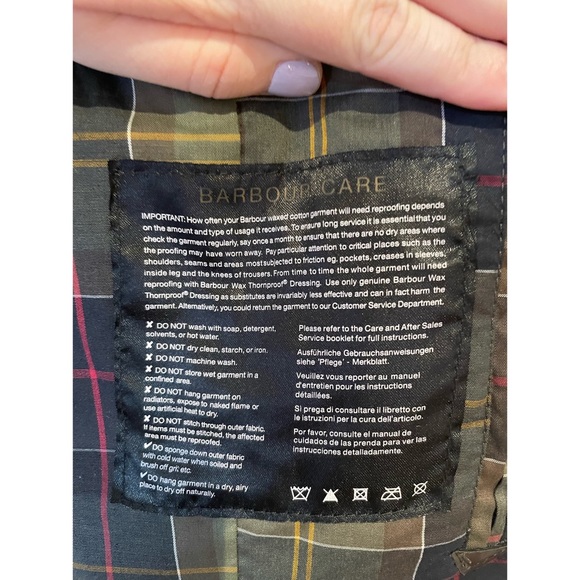 BARBOUR CARE
IMPORTANT: How often your Barbour waxed cotton garment will need reproofing depends
on the amount and type of usage it receives. To ensure long service it is essential that you
check the garment regularly, say once a month to ensure that there are no dry areas where
the proofing may have worn away. Pay particular attention to critical places such as the
shoulders, seams and areas most subjected to friction eg. pockets, creases in sleeves,
inside leg and the knees of trousers. From time to time the whole garment will need
reproofing with Barbour Wax Thornproof® Dressing. Use only genuine Barbour Wax
Thornproof® Dressing as substitutes are invariably less effective and can in fact harm the
garment. Alternatively, you could return the garment to our Customer Service Department.
✘ DO NOT wash with soap, detergent,
solvents, or hot water.
✘ DO NOT dry clean, starch, or iron.
✘ DO NOT machine wash.
✘ DO NOT store wet garment in a
confined area.
✘ DO NOT hang garment on
radiators, expose to naked flame or
use artificial heat to dry.
✘ DO NOT stitch through outer fabric.
If items must be stitched, the affected
area must be reproofed.
✔ DO sponge down outer fabric
with cold water when soiled and
brush off grit etc.
✔ DO hang garment in a dry, airy
place to dry off naturally.
Please refer to the Care and After Sales
Service booklet for full instructions.
Ausführliche Gebrauchsanweisungen
siehe 'Pflege' - Merkblatt.
Veuillez vous reporter au manuel
d'entretien pour les instructions
détaillées.
Si prega di consultare il libretto con
le istruzioni per la cura dell'articolo.
Por favor, consulte el manual de
cuidados de las prendas para ver las
instrucciones detalladamente.